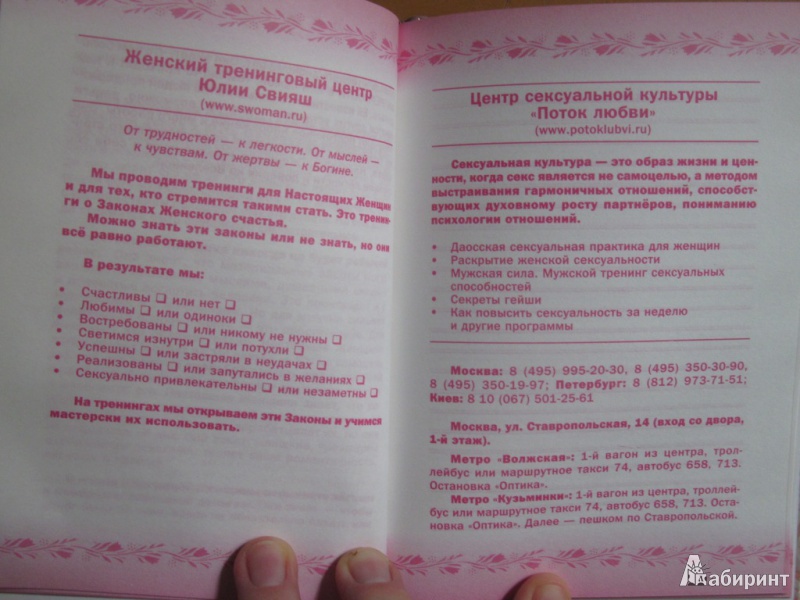 Женский тренинговый центр
Юлии Свияш
(www.swoman.ru)
От трудностей — к легкости. От мыслей —
к чувствам. От жертвы — к Богине.
Мы проводим тренинги для Настоящих Женщин
и для тех, кто стремится такими стать. Это тренин-
ги о Законах Женского счастья.
Можно знать эти законы или не знать, но они
всё равно работают.
В результате мы:
• Счастливы ❑ или нет ❑
• Любимы ❑ или одиноки ❑
• Востребованы ❑ или никому не нужны ❑
• Светимся изнутри ❑ или потухли ❑
• Успешны ❑ или застряли в неудачах ❑
• Реализованы ❑ или запутались в желаниях ❑
• Сексуально привлекательны ❑ или незаметны ❑
На тренингах мы открываем эти Законы и учимся
мастерски их использовать.
Центр сексуальной культуры
«Поток любви»
(www.potoklubvi.ru)
Сексуальная культура — это образ жизни и цен-
ности, когда секс является не самоцелью, а методом
выстраивания гармоничных отношений, способст-
вующих духовному росту партнёров, пониманию
психологии отношений.
• Даосская сексуальная практика для женщин
• Раскрытие женской сексуальности
• Мужская сила. Мужской тренинг сексуальных
способностей
• Секреты гейши
• Как повысить сексуальность за неделю
и другие программы
Москва: 8 (495) 995-20-30, 8 (495) 350-30-90,
8 (495) 350-19-97; Петербург: 8 (812) 973-71-51;
Киев: 8 10 (067) 501-25-61
Москва, ул. Ставропольская, 14 (вход со двора,
1-й этаж).
Метро «Волжская»: 1-й вагон из центра, трол-
лейбус или маршрутное такси 74, автобус 658, 713.
Остановка «Оптика».
Метро «Кузьминки»: 1-й вагон из центра, троллей-
бус или маршрутное такси 74, автобус 658, 713. Оста-
новка «Оптика». Далее — пешком по Ставропольской.
Лабиринт